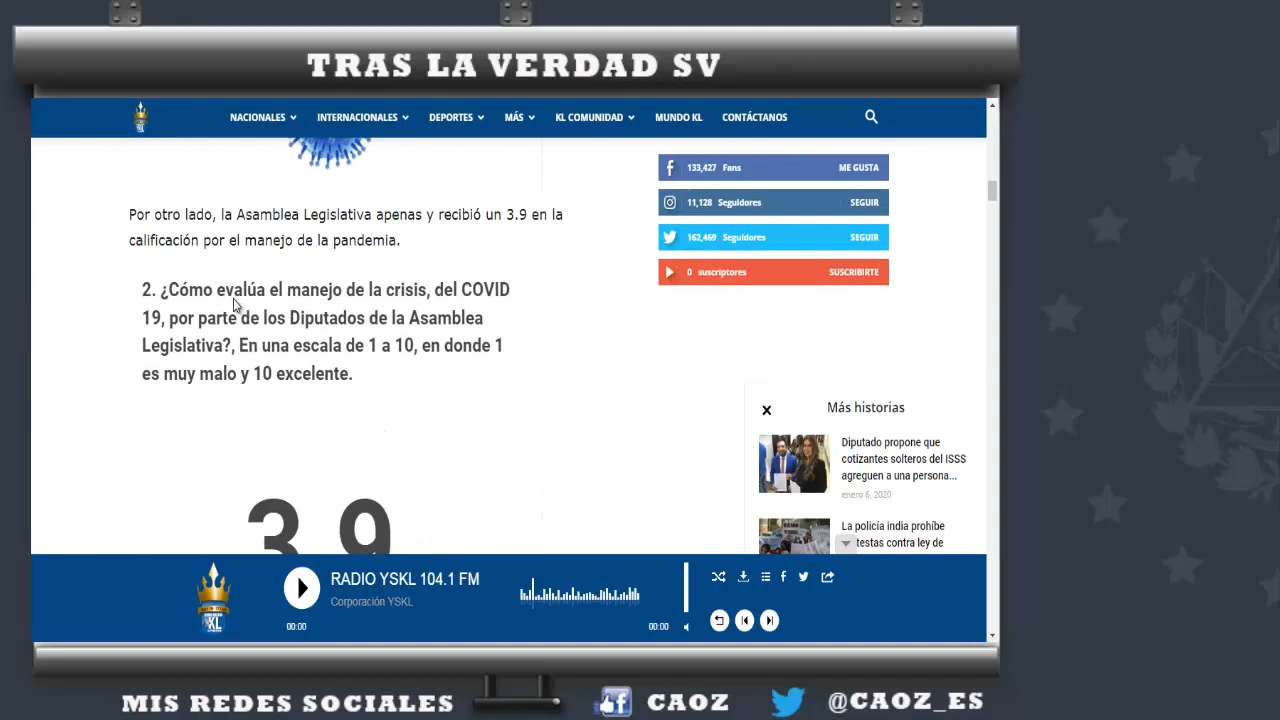 TRAS LA VERDAD SV
NACIONALES INTERNACIONALES DEPORTES MÁS KL COMUNIDAD MUNDO KL CONTÁCTANOS
133,427 Fans ME GUSTA
11,128 Seguidores SEGUIR
162,469 Seguidores SEGUIR
0 suscriptores SUSCRIBIRTE
Por otro lado, la Asamblea Legislativa apenas y recibió un 3.9 en la
calificación por el manejo de la pandemia.
2. ¿Cómo evalúa el manejo de la crisis, del COVID
19, por parte de los Diputados de la Asamblea
Legislativa?, En una escala de 1 a 10, en donde 1
es muy malo y 10 excelente.
3 9
Más historias
Diputado propone que
cotizantes solteros del ISSS
agreguen a una persona...
enero 6, 2020
La policía india prohíbe
contra ley de
RADIO YSKL 104.1 FM
Corporación YSKL
00:00
00:00
MIS REDES SOCIALES CAOZ @CAOZ_ES